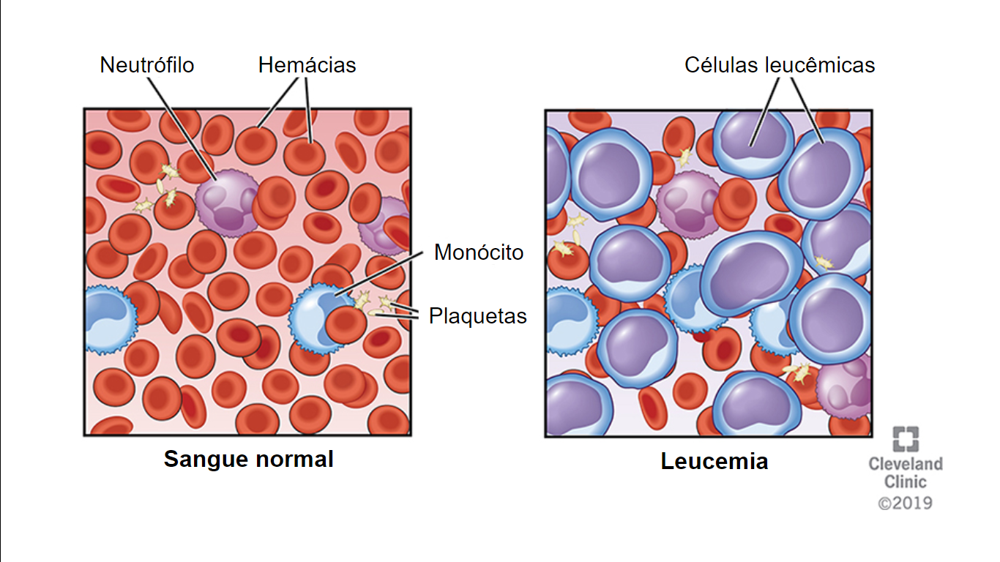 Neutrófilo
Hemácias
Células leucêmicas
Monócito
Plaquetas
Sangue normal
Leucemia
Cleveland
Clinic
©2019